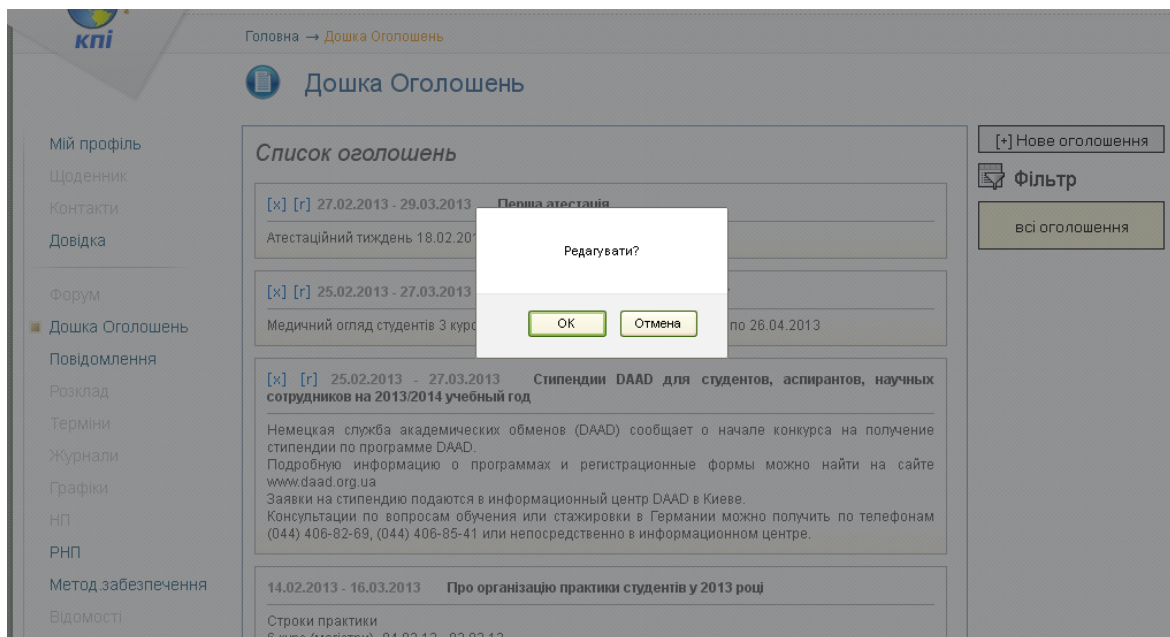 кпі
Головна → Дошка Оголошень
Дошка Оголошень
Мій профіль
Щоденник
Контакти
Довідка
Форум
Дошка Оголошень
Повідомлення
Розклад
Терміни
Журнали
Графіки
НП
РНП
Метод.забезпечення
Відомості
Список оголошень
[x] [r] 27.02.2013 - 29.03.2013 Перша атестація
Атестаційний тиждень 18.02.201
[x] [r] 25.02.2013 - 27.03.2013
Медичний огляд студентів 3 курс
по 26.04.2013
[x] [r] 25.02.2013 - 27.03.2013 Стипендии DAAD для студентов, аспирантов, научных
сотрудников на 2013/2014 учебный год
Немецкая служба академических обменов (DAAD) сообщает о начале конкурса на получение
стипендии по программе DAAD.
Подробную информацию о программах и регистрационные формы можно найти на сайте
www.daad.org.ua
Заявки на стипендию подаются в информационный центр DAAD в Киеве.
Консультации по вопросам обучения или стажировки в Германии можно получить по телефонам
(044) 406-82-69, (044) 406-85-41 или непосредственно в информационном центре.
14.02.2013 - 16.03.2013 Про організацію практики студентів у 2013 році
Строки практики
Редагувати?
OK
Отмена
[+] Нове оголошення
Фільтр
всі оголошення